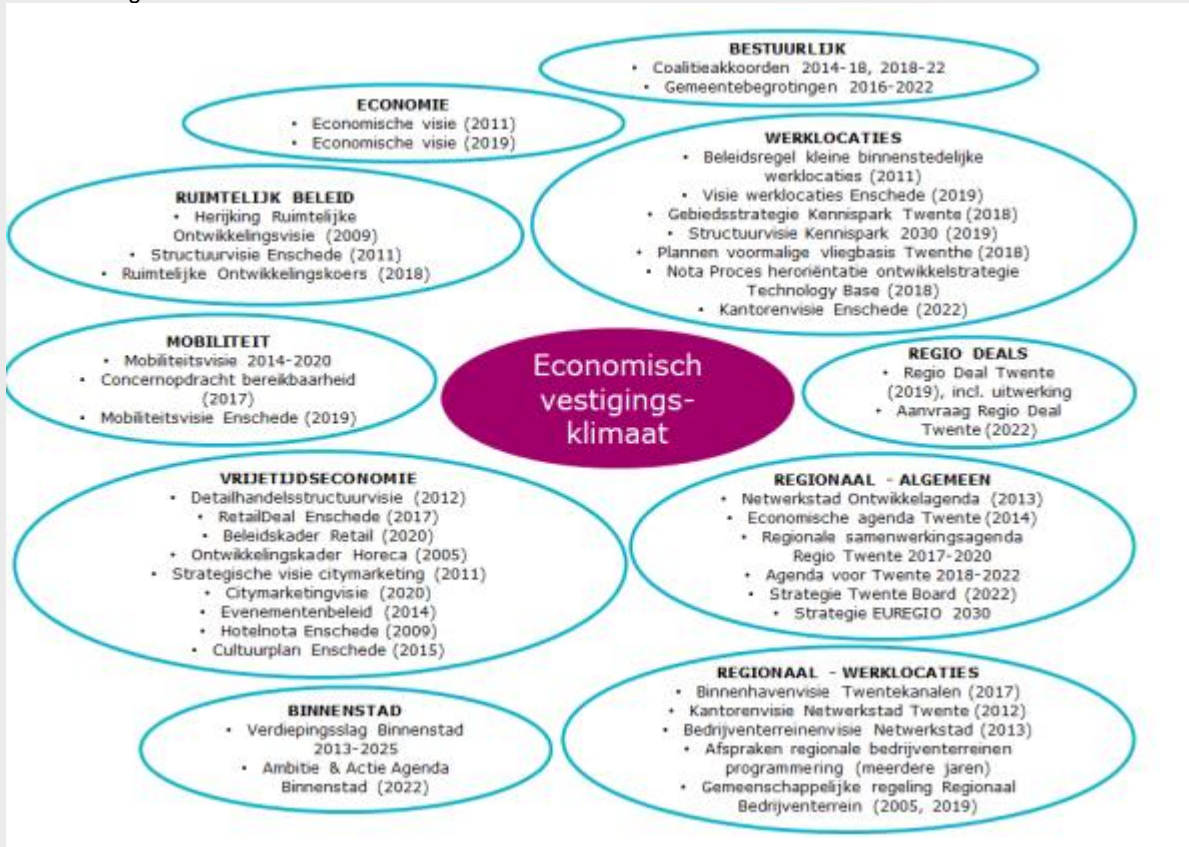 BESTUURLIJK
• Coalitieakkoorden 2014-18, 2018-22
• Gemeentebegrotingen 2016-2022
ECONOMIE
• Economische visie (2011)
• Economische visie (2019)
WERKLOCATIES
• Beleidsregel kleine binnenstedelijke
werklocaties (2011)
• Visie werklocaties Enschede (2019)
• Gebiedsstrategie Kennispark Twente (2018)
• Structuurvisie Kennispark 2030 (2019)
• Plannen voormalige vliegbasis Twenthe (2018)
• Nota Proces heroriëntatie ontwikkelstrategie
Technology Base (2018)
• Kantorenvisie Enschede (2022)
RUIMTELIJK BELEID
• Herijking Ruimtelijke
Ontwikkelingsvisie (2009)
• Structuurvisie Enschede (2011)
• Ruimtelijke Ontwikkelingskoers (2018)
MOBILITEIT
• Mobiliteitsvisie 2014-2020
• Concernopdracht bereikbaarheid
(2017)
• Mobiliteitsvisie Enschede (2019)
Economisch
vestigings-
klimaat
REGIO DEALS
• Regio Deal Twente
(2019), incl. uitwerking
• Aanvraag Regio Deal
Twente (2022)
VRIJETIJDSECONOMIE
• Detailhandelsstructuurvisie (2012)
• RetailDeal Enschede (2017)
• Beleidskader Retail (2020)
• Ontwikkelingskader Horeca (2005)
• Strategische visie citymarketing (2011)
• Citymarketingvisie (2020)
• Evenementenbeleid (2014)
• Hotelnota Enschede (2009)
• Cultuurplan Enschede (2015)
REGIONAAL - ALGEMEEN
• Netwerkstad Ontwikkelagenda (2013)
• Economische agenda Twente (2014)
• Regionale samenwerkingsagenda
Regio Twente 2017-2020
• Agenda voor Twente 2018-2022
• Strategie Twente Board (2022)
• Strategie EUREGIO 2030
BINNENSTAD
• Verdiepingsslag Binnenstad
2013-2025
• Ambitie & Actie Agenda
Binnenstad (2022)
REGIONAAL - WERKLOCATIES
• Binnenhavenvisie Twentekanalen (2017)
• Kantorenvisie Netwerkstad Twente (2012)
• Bedrijventerreinenvisie Netwerkstad (2013)
• Afspraken regionale bedrijventerreinen
programmering (meerdere jaren)
• Gemeenschappelijke regeling Regionaal
Bedrijventerrein (2005, 2019)